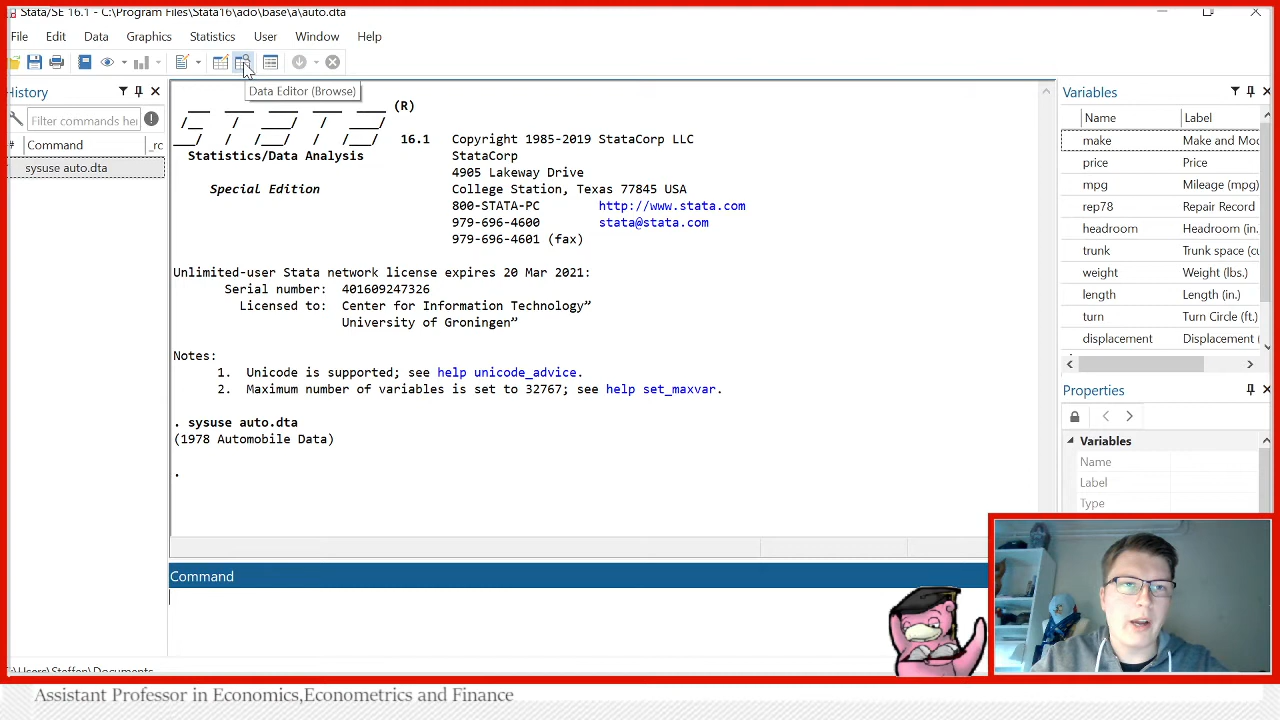 Stata/SE 16.1 - C:\Program Files\Stata16\ado\base\a\auto.dta
File Edit Data Graphics Statistics User Window Help
Data Editor (Browse)
History
Filter commands her
# Command _rc
sysuse auto.dta
(R)
16.1 Copyright 1985-2019 StataCorp LLC
Statistics/Data Analysis StataCorp
4905 Lakeway Drive
Special Edition College Station, Texas 77845 USA
800-STATA-PC http://www.stata.com
979-696-4600 stata@stata.com
979-696-4601 (fax)
Unlimited-user Stata network license expires 20 Mar 2021:
Serial number: 401609247326
Licensed to: Center for Information Technology”
University of Groningen”
Notes:
1. Unicode is supported; see help unicode_advice.
2. Maximum number of variables is set to 32767; see help set_maxvar.
. sysuse auto.dta
(1978 Automobile Data)
.
Command
Variables
Name Label
make Make and Mod
price Price
mpg Mileage (mpg)
rep78 Repair Record
headroom Headroom (in.
trunk Trunk space (cu
weight Weight (lbs.)
length Length (in.)
turn Turn Circle (ft.)
displacement Displacement (
Properties
Variables
Name
Label
Type
C:\Users\Steffen\Documents
Assistant Professor in Economics,Econometrics and Finance